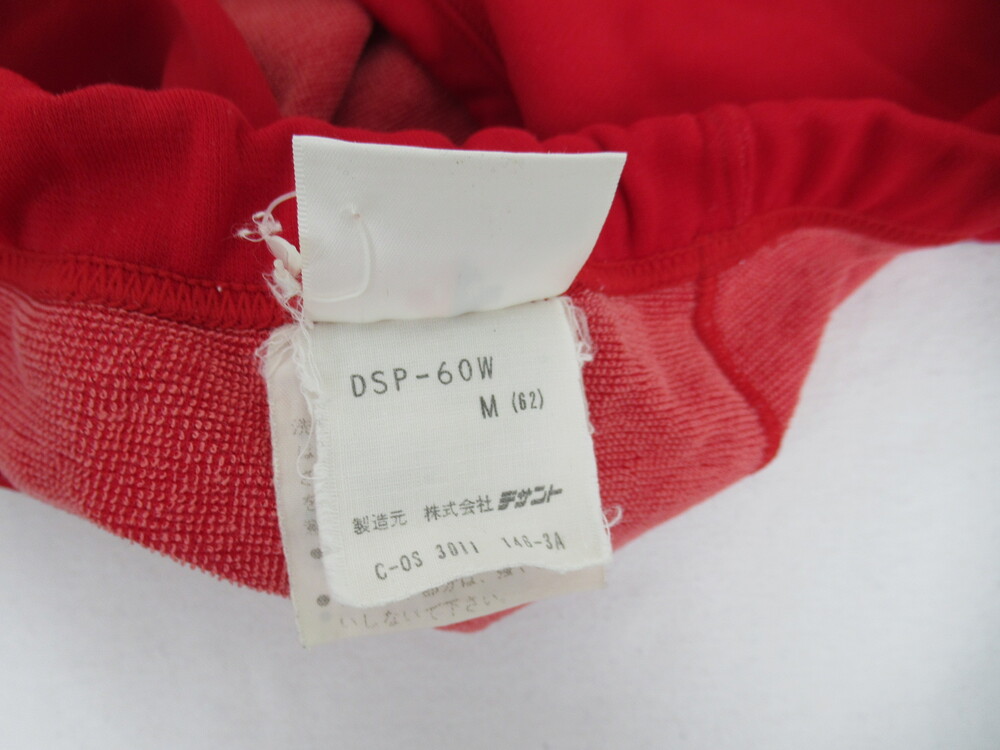 DSP-60W
M (62)
製造元 株式会社デサント
C-OS 3011 146-3A
いしないで下さい.